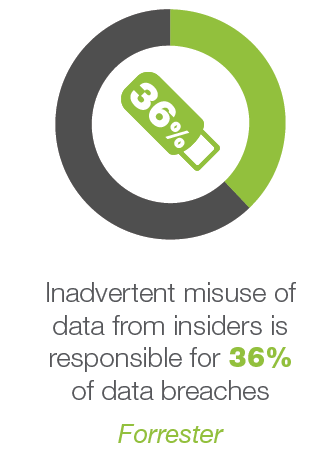 36%
Inadvertent misuse of
data from insiders is
responsible for 36%
of data breaches
Forrester